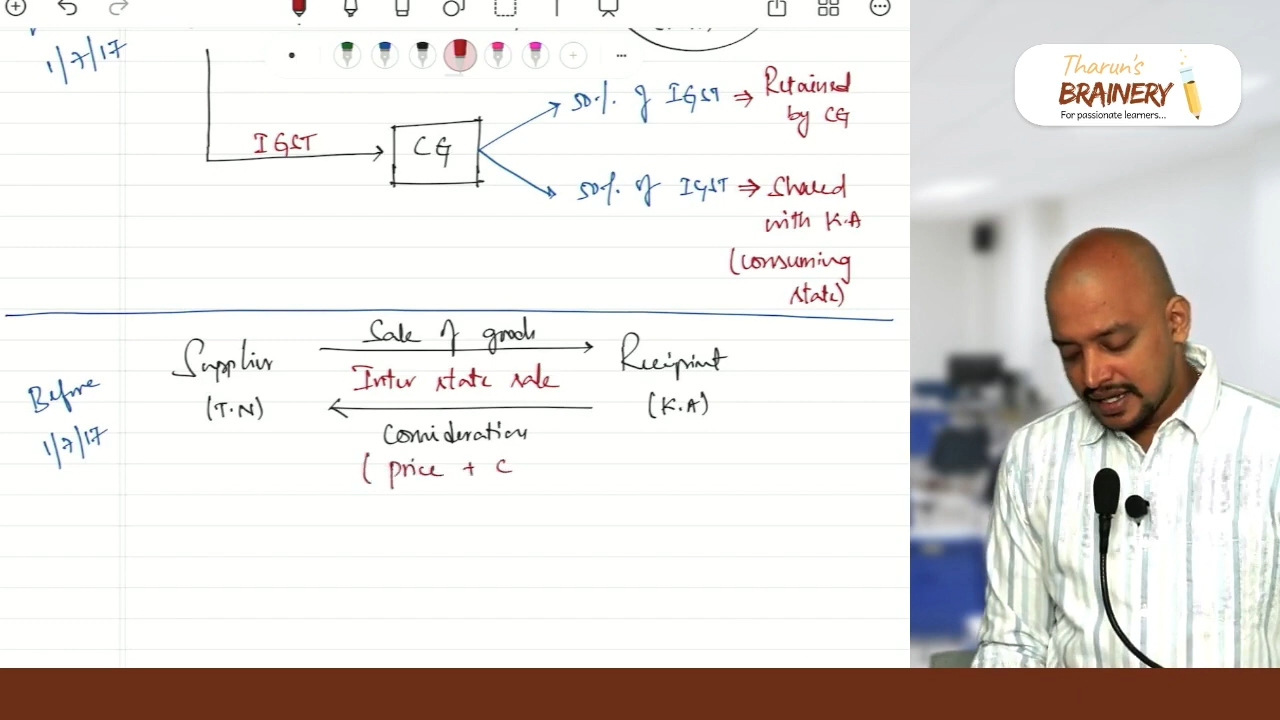 1/7/17
IGST
CG
50% of IGST ⇒ Retained
by CG
50% of IGST ⇒ Shared
with K.A
(consuming
state)
Before
1/7/17
Supplier
(T.N)
Sale of goods
Inter state sale
Consideration
( price + C
Recipient
(K.A)
Tharun's
BRAINERY
For passionate learners...